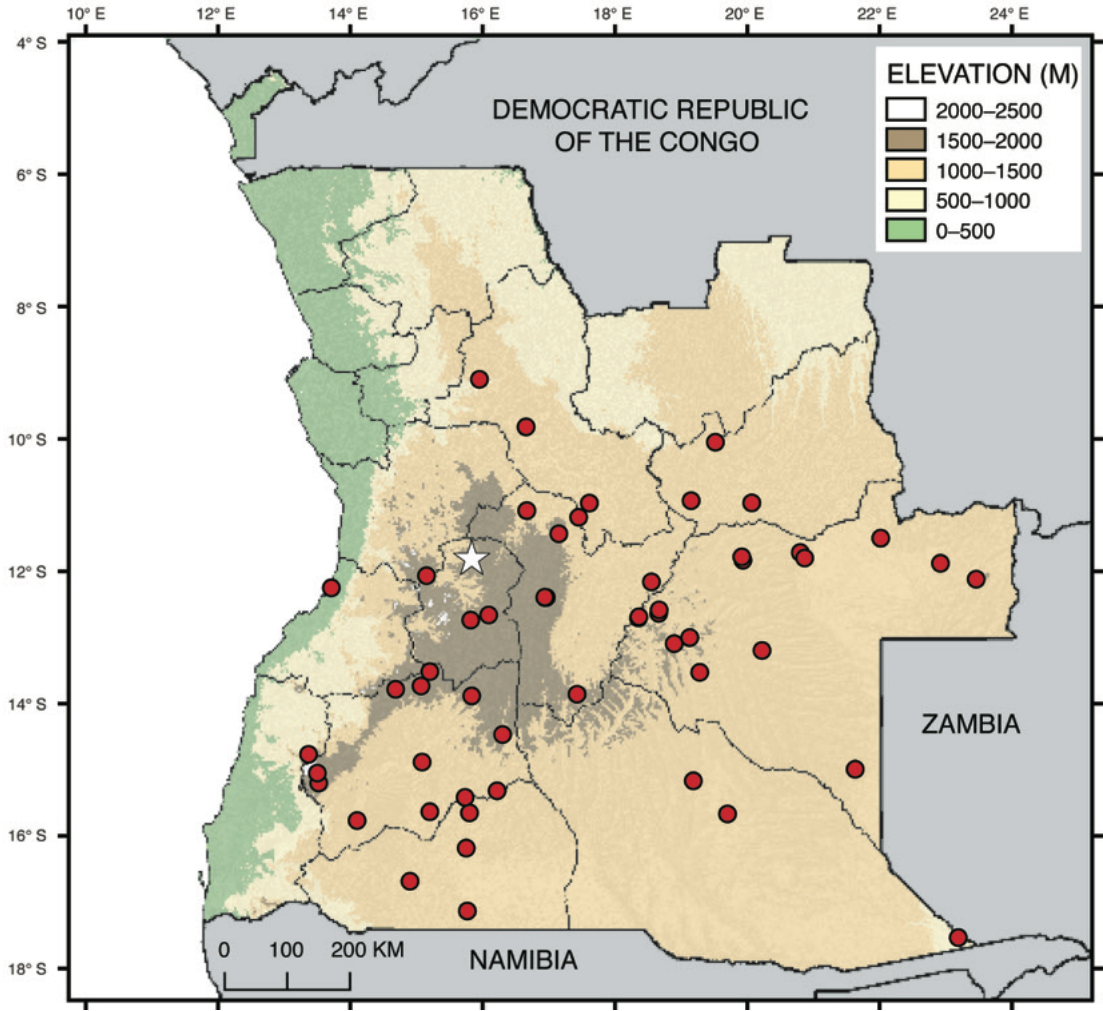 10° E 12° E 14° E 16° E 18° E 20° E 22° E 24° E
4° S
6° S
8° S
10° S
12° S
14° S
16° S
18° S
ELEVATION (M)
2000–2500
1500–2000
1000–1500
500–1000
0–500
DEMOCRATIC REPUBLIC
OF THE CONGO
ZAMBIA
NAMIBIA
0 100 200 KM